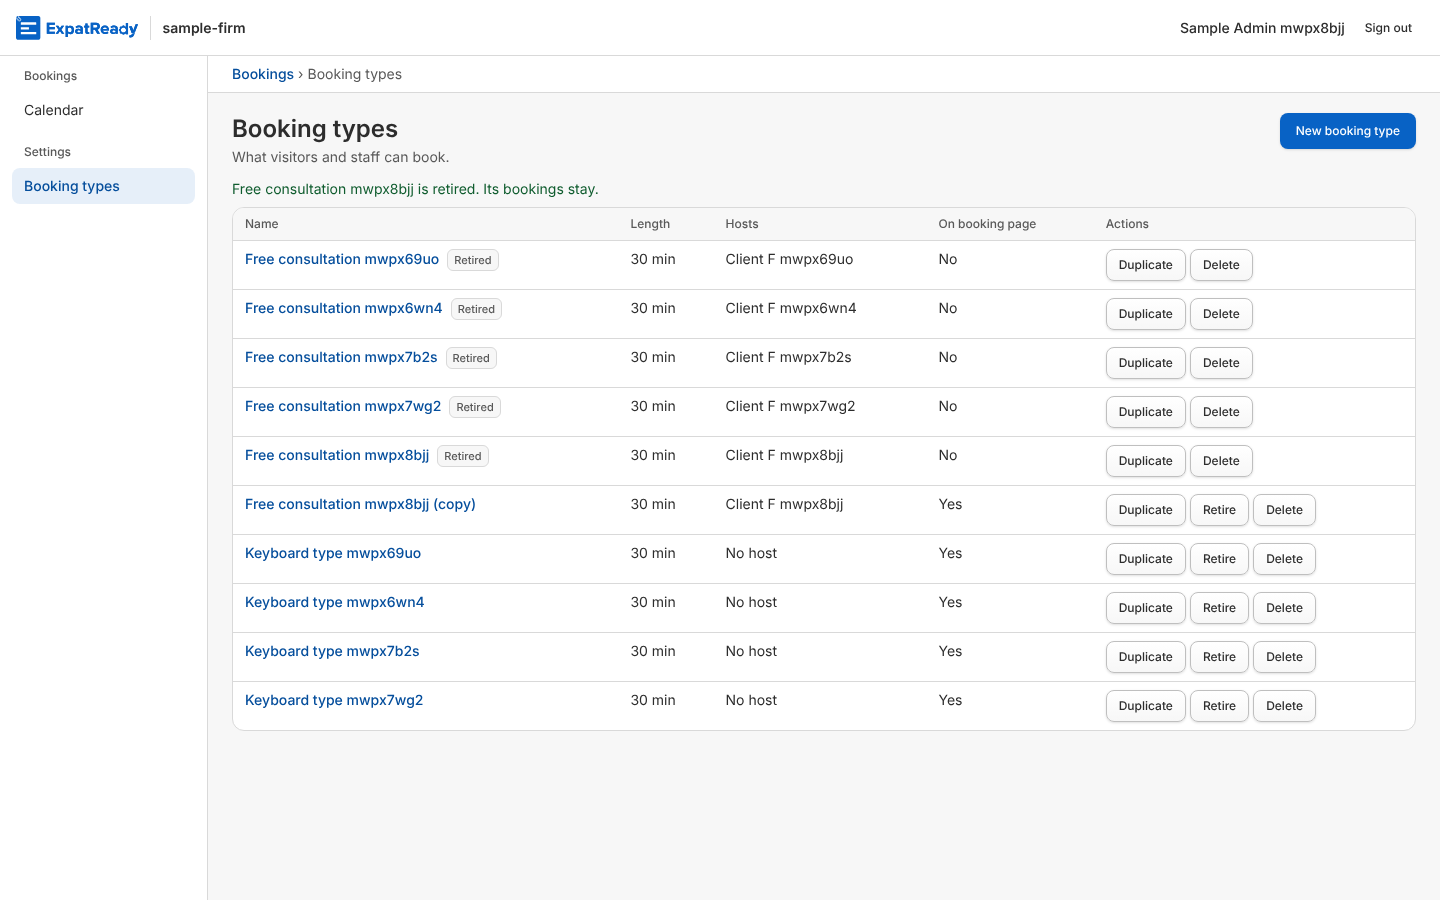 ExpatReady
sample-firm
Sample Admin mwpx8bjj
Sign out
Bookings
Calendar
Settings
Booking types
Bookings › Booking types
Booking types
What visitors and staff can book.
New booking type
Free consultation mwpx8bjj is retired. Its bookings stay.
Name Length Hosts On booking page Actions
Free consultation mwpx69uo Retired 30 min Client F mwpx69uo No Duplicate Delete
Free consultation mwpx6wn4 Retired 30 min Client F mwpx6wn4 No Duplicate Delete
Free consultation mwpx7b2s Retired 30 min Client F mwpx7b2s No Duplicate Delete
Free consultation mwpx7wg2 Retired 30 min Client F mwpx7wg2 No Duplicate Delete
Free consultation mwpx8bjj Retired 30 min Client F mwpx8bjj No Duplicate Delete
Free consultation mwpx8bjj (copy) 30 min Client F mwpx8bjj Yes Duplicate Retire Delete
Keyboard type mwpx69uo 30 min No host Yes Duplicate Retire Delete
Keyboard type mwpx6wn4 30 min No host Yes Duplicate Retire Delete
Keyboard type mwpx7b2s 30 min No host Yes Duplicate Retire Delete
Keyboard type mwpx7wg2 30 min No host Yes Duplicate Retire Delete